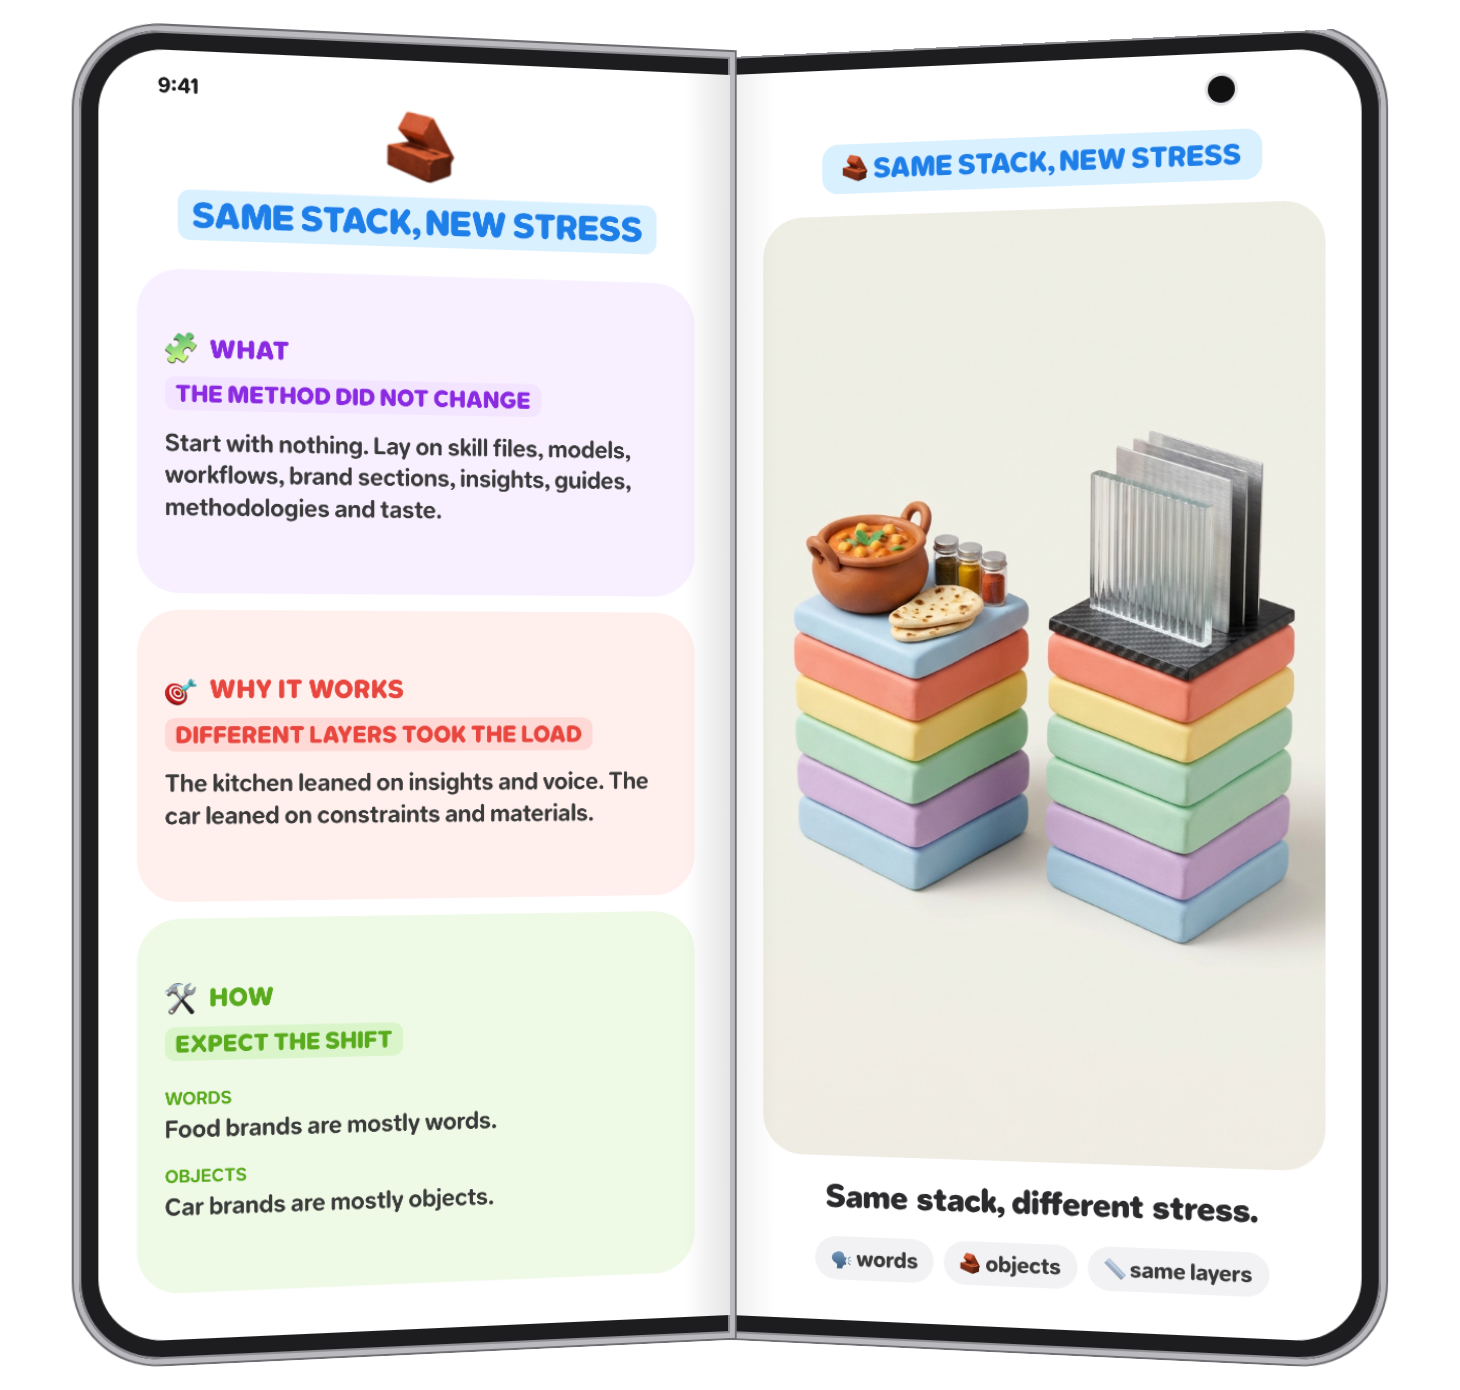 9:41
SAME STACK, NEW STRESS
WHAT
THE METHOD DID NOT CHANGE
Start with nothing. Lay on skill files, models,
workflows, brand sections, insights, guides,
methodologies and taste.
WHY IT WORKS
DIFFERENT LAYERS TOOK THE LOAD
The kitchen leaned on insights and voice. The
car leaned on constraints and materials.
HOW
EXPECT THE SHIFT
WORDS
Food brands are mostly words.
OBJECTS
Car brands are mostly objects.
SAME STACK, NEW STRESS
Same stack, different stress.
words
objects
same layers